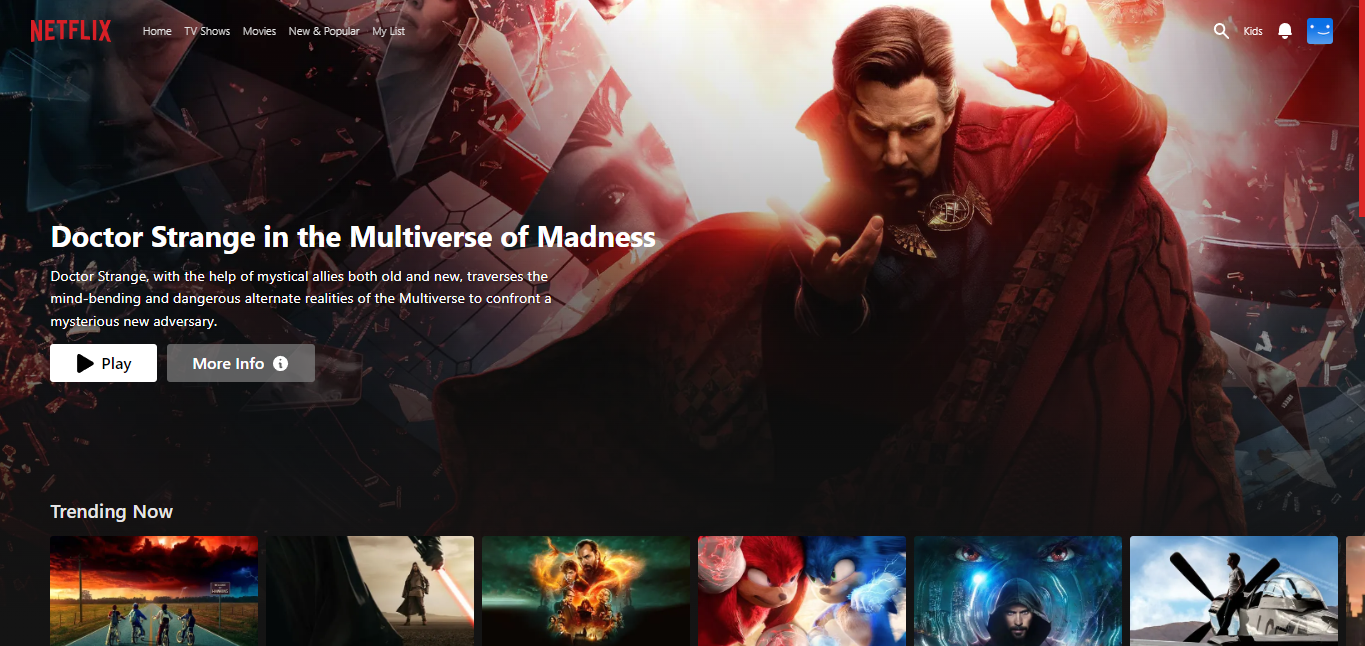 NETFLIX
Home TV Shows Movies New & Popular My List
Kids
Doctor Strange in the Multiverse of Madness
Doctor Strange, with the help of mystical allies both old and new, traverses the
mind-bending and dangerous alternate realities of the Multiverse to confront a
mysterious new adversary.
Play
More Info
Trending Now